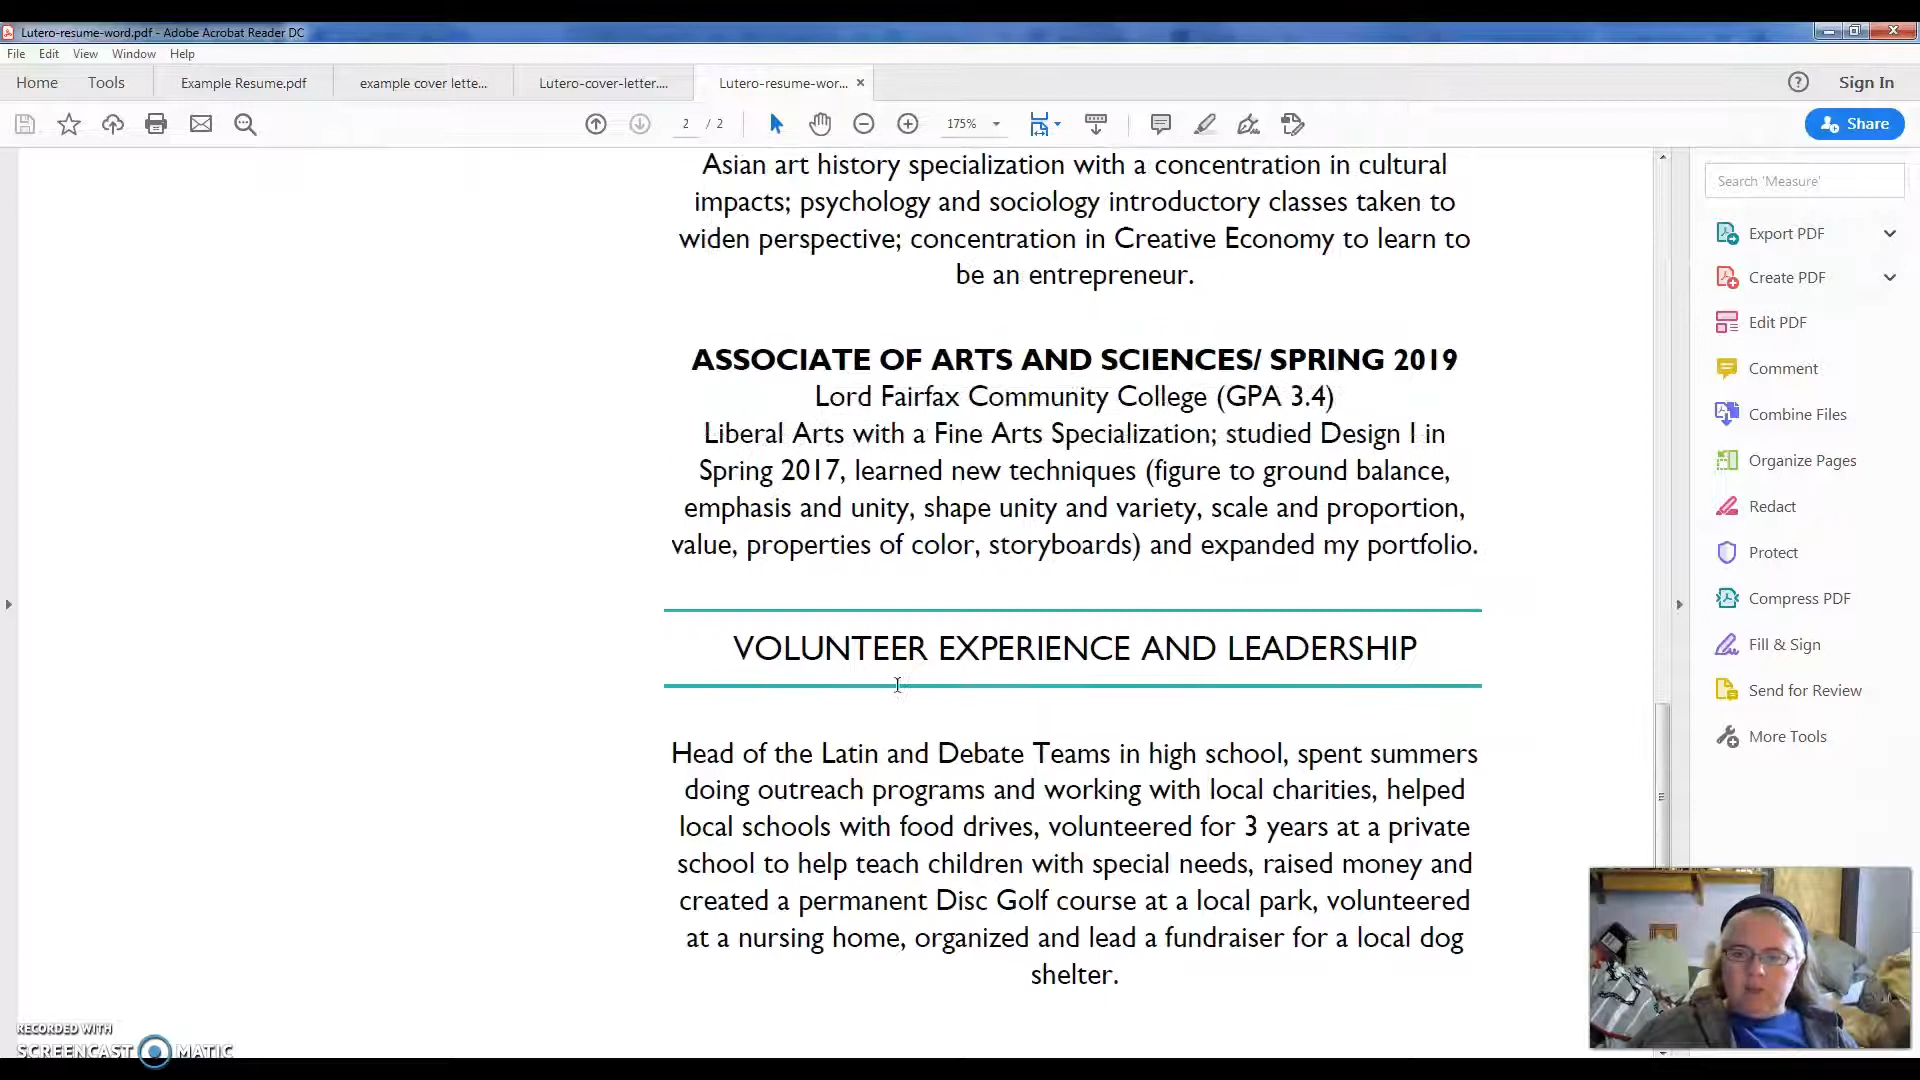 Lutero-resume-word.pdf - Adobe Acrobat Reader DC
File Edit View Window Help
Home Tools Example Resume.pdf example cover lette... Lutero-cover-letter.... Lutero-resume-wor... × ? Sign In
2 / 2 175% Share
Asian art history specialization with a concentration in cultural
impacts; psychology and sociology introductory classes taken to
widen perspective; concentration in Creative Economy to learn to
be an entrepreneur.
ASSOCIATE OF ARTS AND SCIENCES/ SPRING 2019
Lord Fairfax Community College (GPA 3.4)
Liberal Arts with a Fine Arts Specialization; studied Design I in
Spring 2017, learned new techniques (figure to ground balance,
emphasis and unity, shape unity and variety, scale and proportion,
value, properties of color, storyboards) and expanded my portfolio.
VOLUNTEER EXPERIENCE AND LEADERSHIP
Head of the Latin and Debate Teams in high school, spent summers
doing outreach programs and working with local charities, helped
local schools with food drives, volunteered for 3 years at a private
school to help teach children with special needs, raised money and
created a permanent Disc Golf course at a local park, volunteered
at a nursing home, organized and lead a fundraiser for a local dog
shelter.
Search 'Measure'
Export PDF
Create PDF
Edit PDF
Comment
Combine Files
Organize Pages
Redact
Protect
Compress PDF
Fill & Sign
Send for Review
More Tools
RECORDED WITH
SCREENCAST MATIC